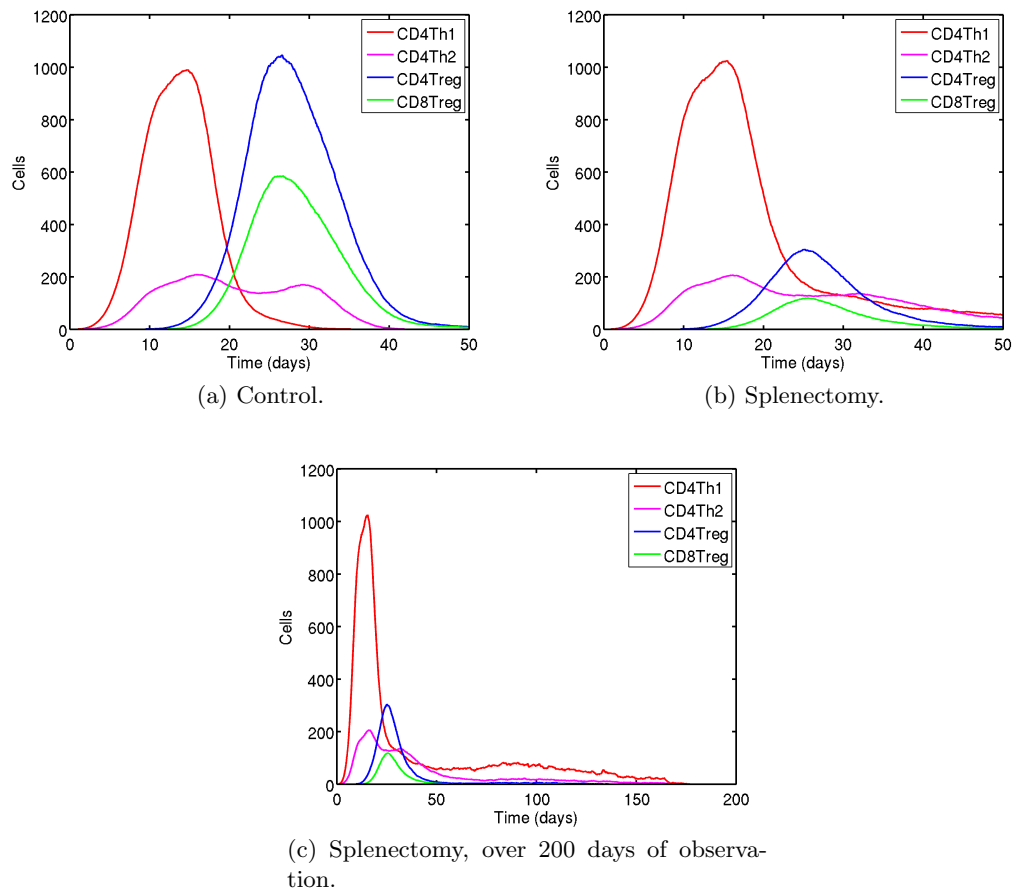 1200
1000
800
600
400
200
0
Cells
0 10 20 30 40 50
Time (days)
CD4Th1
CD4Th2
CD4Treg
CD8Treg
(a) Control.
1200
1000
800
600
400
200
0
Cells
0 10 20 30 40 50
Time (days)
CD4Th1
CD4Th2
CD4Treg
CD8Treg
(b) Splenectomy.
1200
1000
800
600
400
200
0
Cells
0 50 100 150 200
Time (days)
CD4Th1
CD4Th2
CD4Treg
CD8Treg
(c) Splenectomy, over 200 days of observa-
tion.